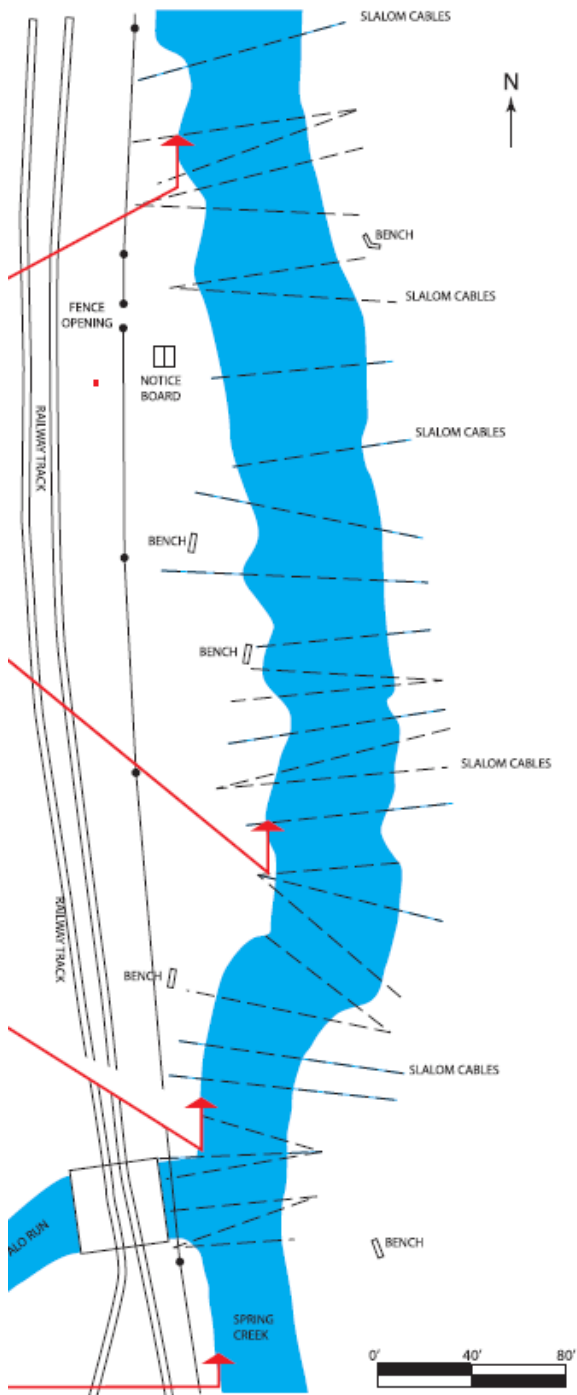 SLALOM CABLES
N
BENCH
SLALOM CABLES
FENCE
OPENING
NOTICE
BOARD
RAILWAY TRACK
SLALOM CABLES
BENCH
BENCH
SLALOM CABLES
RAILWAY TRACK
BENCH
SLALOM CABLES
ALO RUN
BENCH
SPRING
CREEK
0' 40' 80'